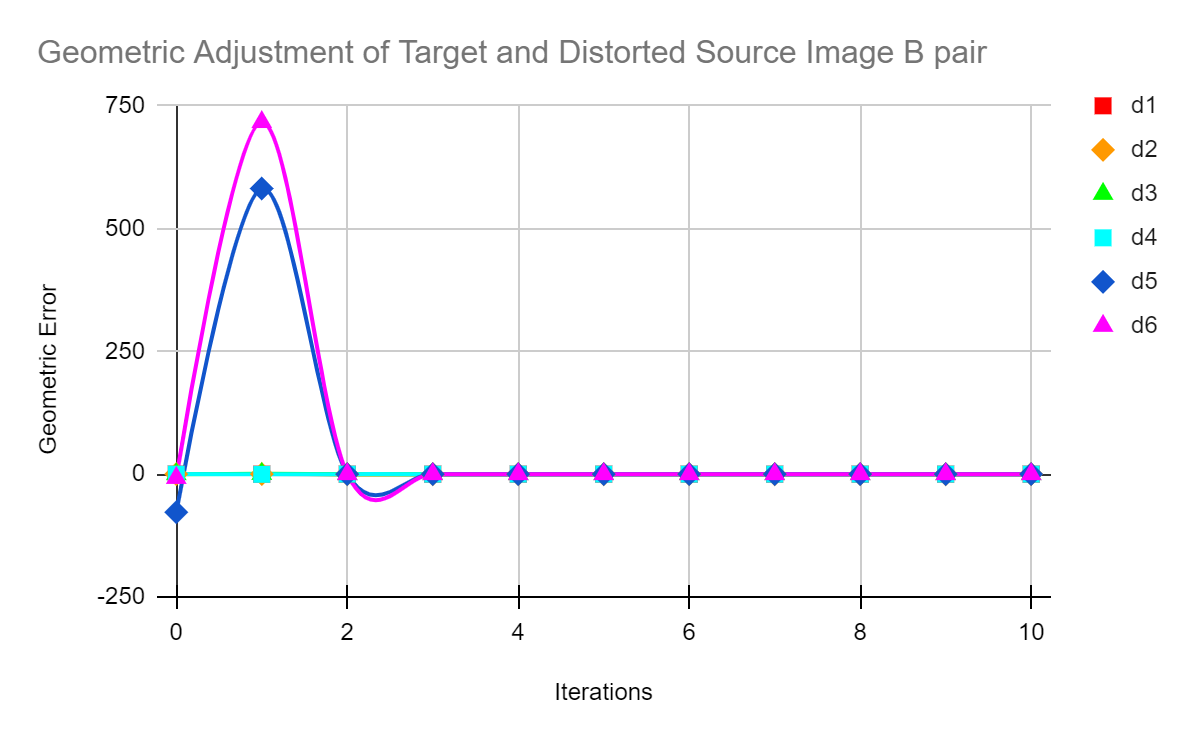 Geometric Adjustment of Target and Distorted Source Image B pair
750
500
250
0
-250
Geometric Error
0 2 4 6 8 10
Iterations
d1
d2
d3
d4
d5
d6